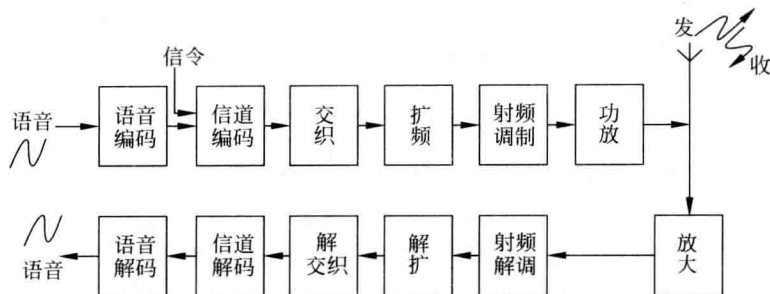 发
收
信令
语音
语音
编码
信道
编码
交
织
扩
频
射频
调制
功
放
语音
语音
解码
信道
解码
解
交织
解
扩
射频
解调
放
大